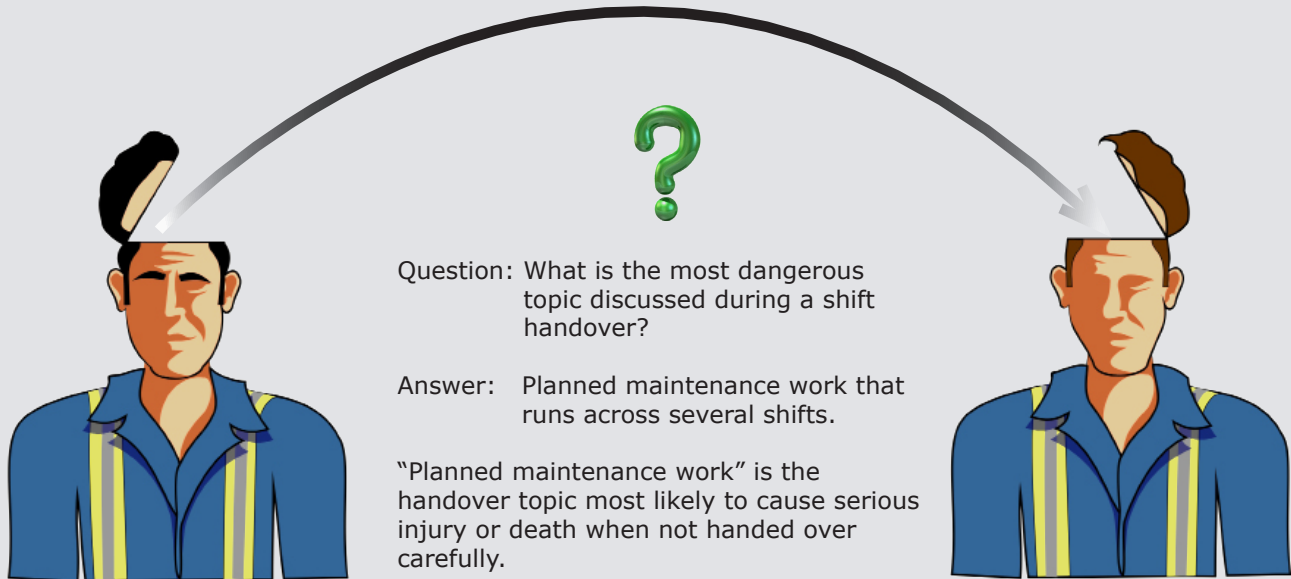 Question: What is the most dangerous
topic discussed during a shift
handover?
Answer: Planned maintenance work that
runs across several shifts.
“Planned maintenance work” is the
handover topic most likely to cause serious
injury or death when not handed over
carefully.